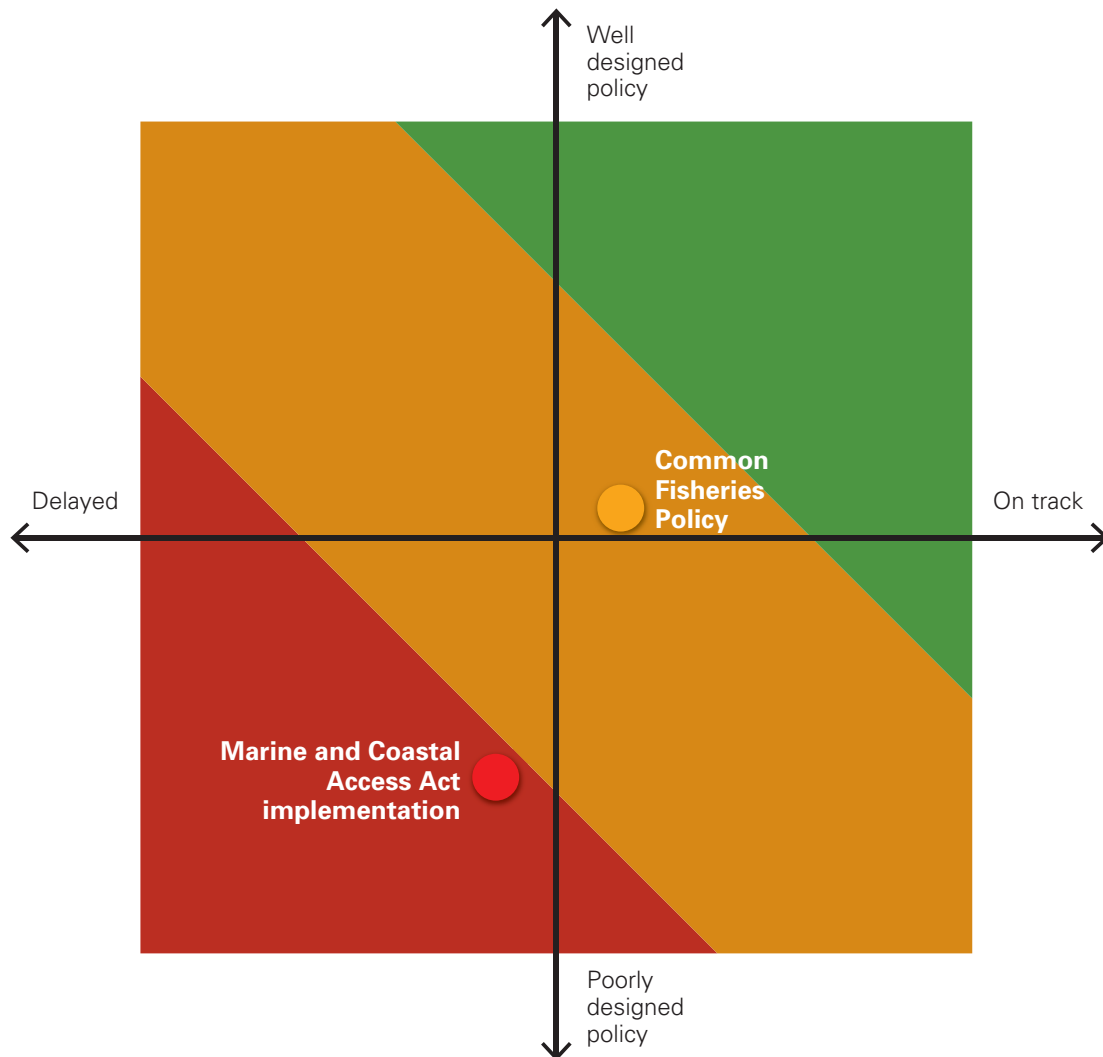 Well
designed
policy
Common
Fisheries
Policy
Delayed
On track
Marine and Coastal
Access Act
implementation
Poorly
designed
policy